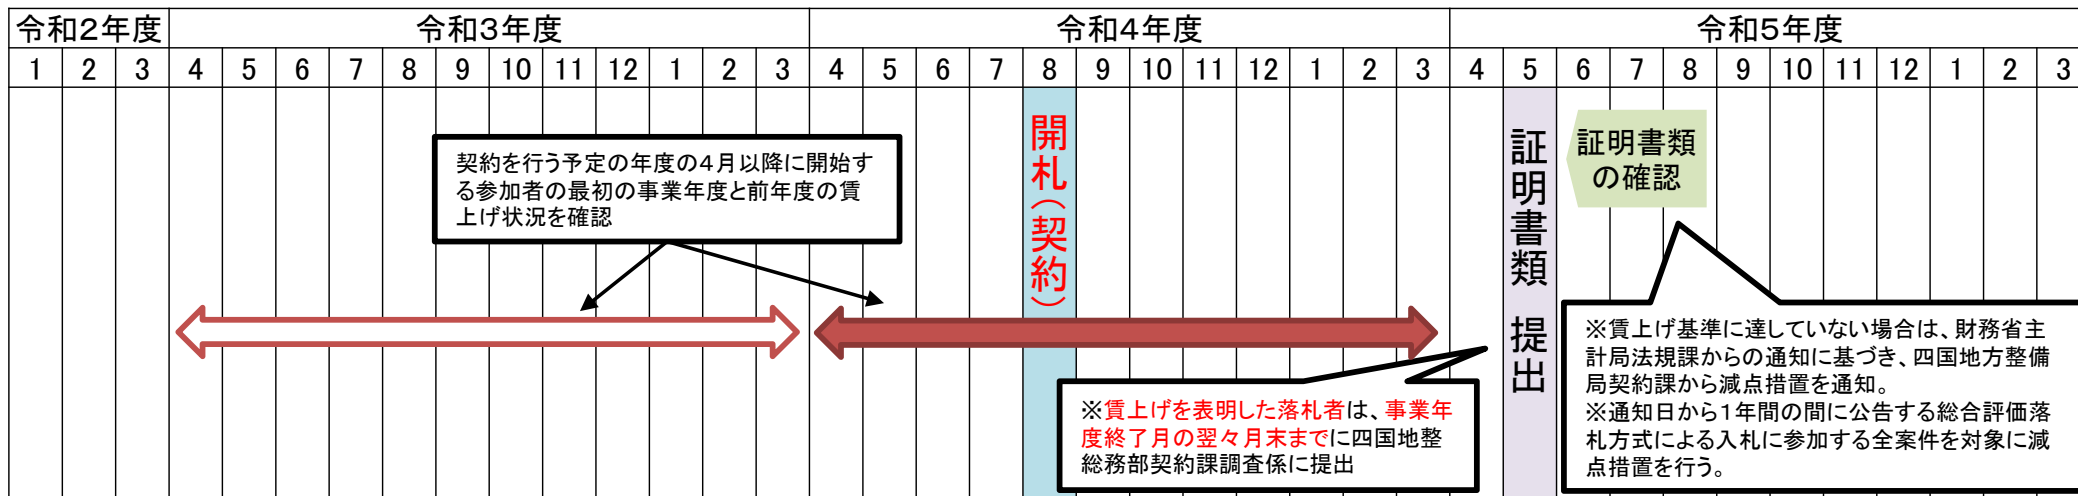 令和２年度 令和３年度 令和４年度 令和５年度
1 2 3 4 5 6 7 8 9 10 11 12 1 2 3 4 5 6 7 8 9 10 11 12 1 2 3 4 5 6 7 8 9 10 11 12 1 2 3
契約を行う予定の年度の４月以降に開始す
る参加者の最初の事業年度と前年度の賃
上げ状況を確認
開札（契約）
証明書類 提出
証明書類
の確認
※賃上げを表明した落札者は、事業年
度終了月の翌々月末までに四国地整
総務部契約課調査係に提出
※賃上げ基準に達していない場合は、財務省主
計局法規課からの通知に基づき、四国地方整備
局契約課から減点措置を通知。
※通知日から１年間の間に公告する総合評価落
札方式による入札に参加する全案件を対象に減
点措置を行う。